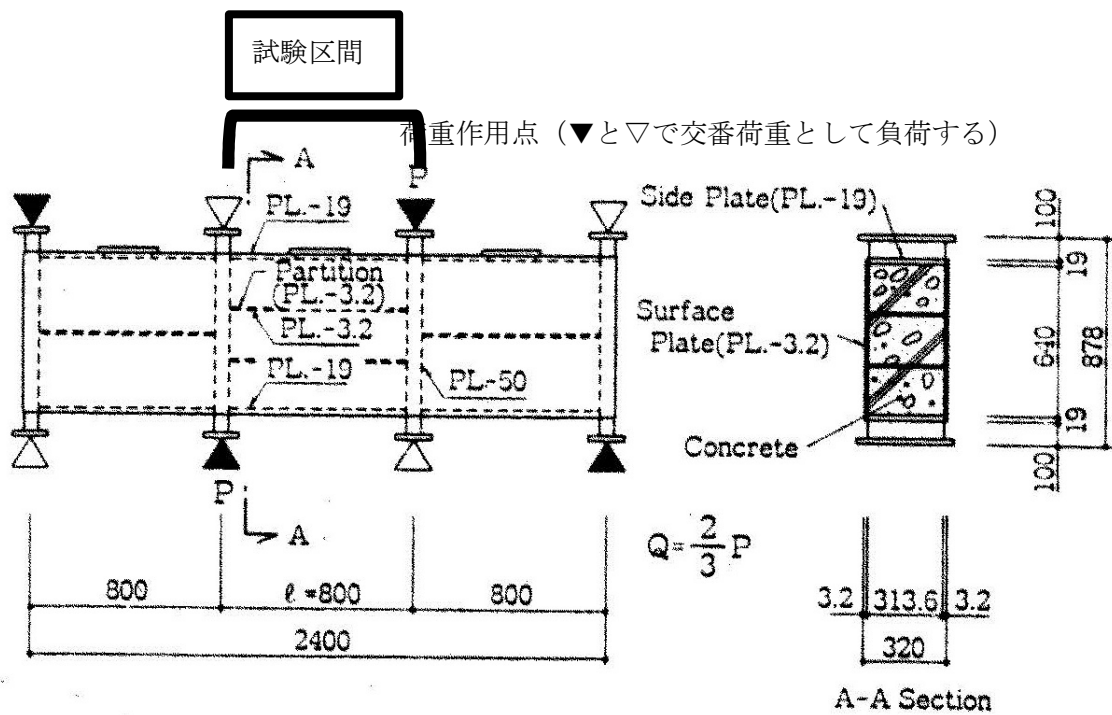 試験区間
荷重作用点（▼と▽で交番荷重として負荷する）
A
P
PL.-19
Partition
(PL.-3.2)
PL.-3.2
PL.-19
PL-50
P
A
800
ℓ=800
800
2400
Side Plate(PL.-19)
Surface
Plate(PL.-3.2)
Concrete
100
19
640
878
19
100
Q=2/3 P
3.2
313.6
3.2
320
A-A Section